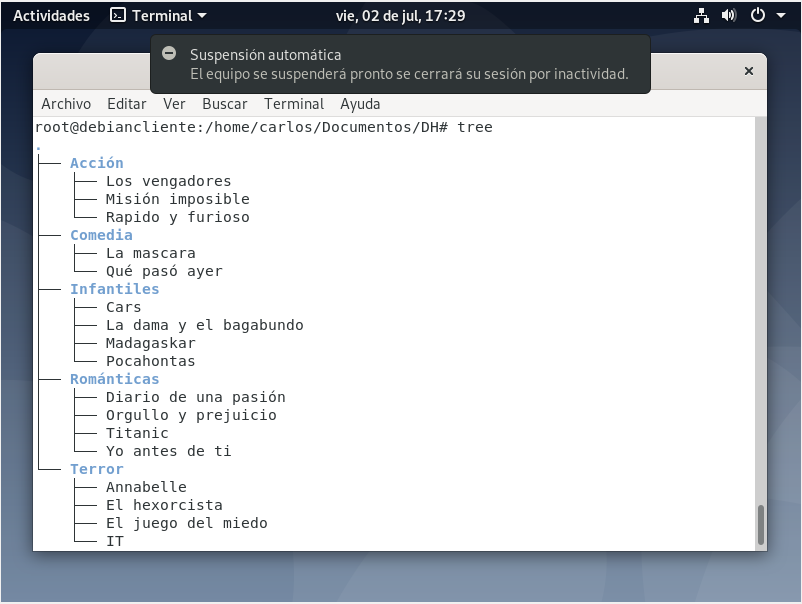 Actividades Terminal vie, 02 de jul, 17:29
Suspensión automática
El equipo se suspenderá pronto se cerrará su sesión por inactividad.
Archivo Editar Ver Buscar Terminal Ayuda
root@debiancliente:/home/carlos/Documentos/DH# tree
.
├── Acción
│   ├── Los vengadores
│   ├── Misión imposible
│   └── Rapido y furioso
├── Comedia
│   ├── La mascara
│   └── Qué pasó ayer
├── Infantiles
│   ├── Cars
│   ├── La dama y el bagabundo
│   ├── Madagaskar
│   └── Pocahontas
├── Románticas
│   ├── Diario de una pasión
│   ├── Orgullo y prejuicio
│   ├── Titanic
│   └── Yo antes de ti
└── Terror
    ├── Annabelle
    ├── El hexorcista
    ├── El juego del miedo
    └── IT